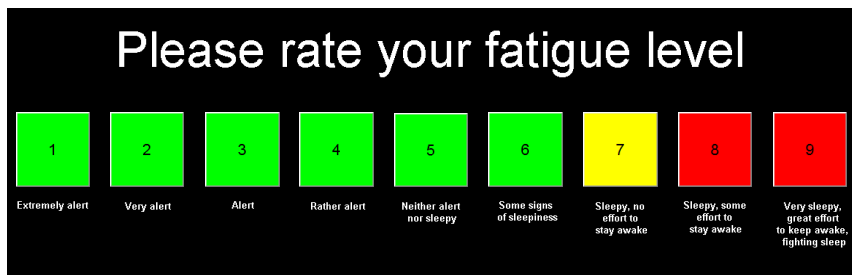 Please rate your fatigue level
1 2 3 4 5 6 7 8 9
Extremely alert
Very alert
Alert
Rather alert
Neither alert
nor sleepy
Some signs
of sleepiness
Sleepy, no
effort to
stay awake
Sleepy, some
effort to
stay awake
Very sleepy,
great effort
to keep awake,
fighting sleep